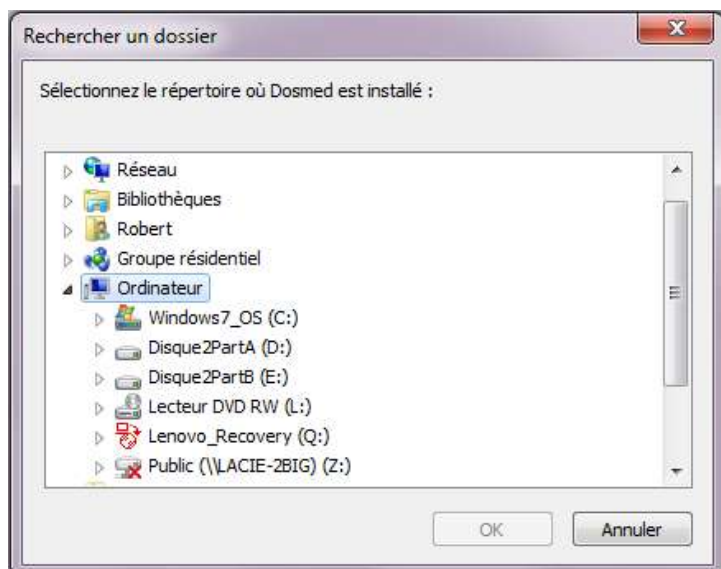 Rechercher un dossier
Sélectionnez le répertoire où Dosmed est installé :
Réseau
Bibliothèques
Robert
Groupe résidentiel
Ordinateur
Windows7_OS (C:)
Disque2PartA (D:)
Disque2PartB (E:)
Lecteur DVD RW (L:)
Lenovo_Recovery (Q:)
Public (\\LACIE-2BIG) (Z:)
OK Annuler